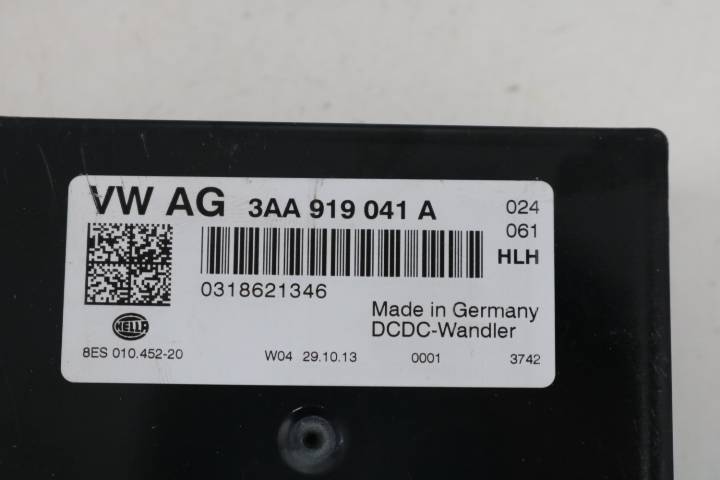 VW AG 3AA 919 041 A 024
061
HLH
0318621346
Made in Germany
DCDC-Wandler
HELLA
8ES 010.452-20 W04 29.10.13 0001 3742